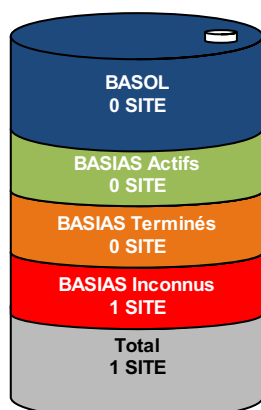 BASOL
0 SITE
BASIAS Actifs
0 SITE
BASIAS Terminés
0 SITE
BASIAS Inconnus
1 SITE
Total
1 SITE